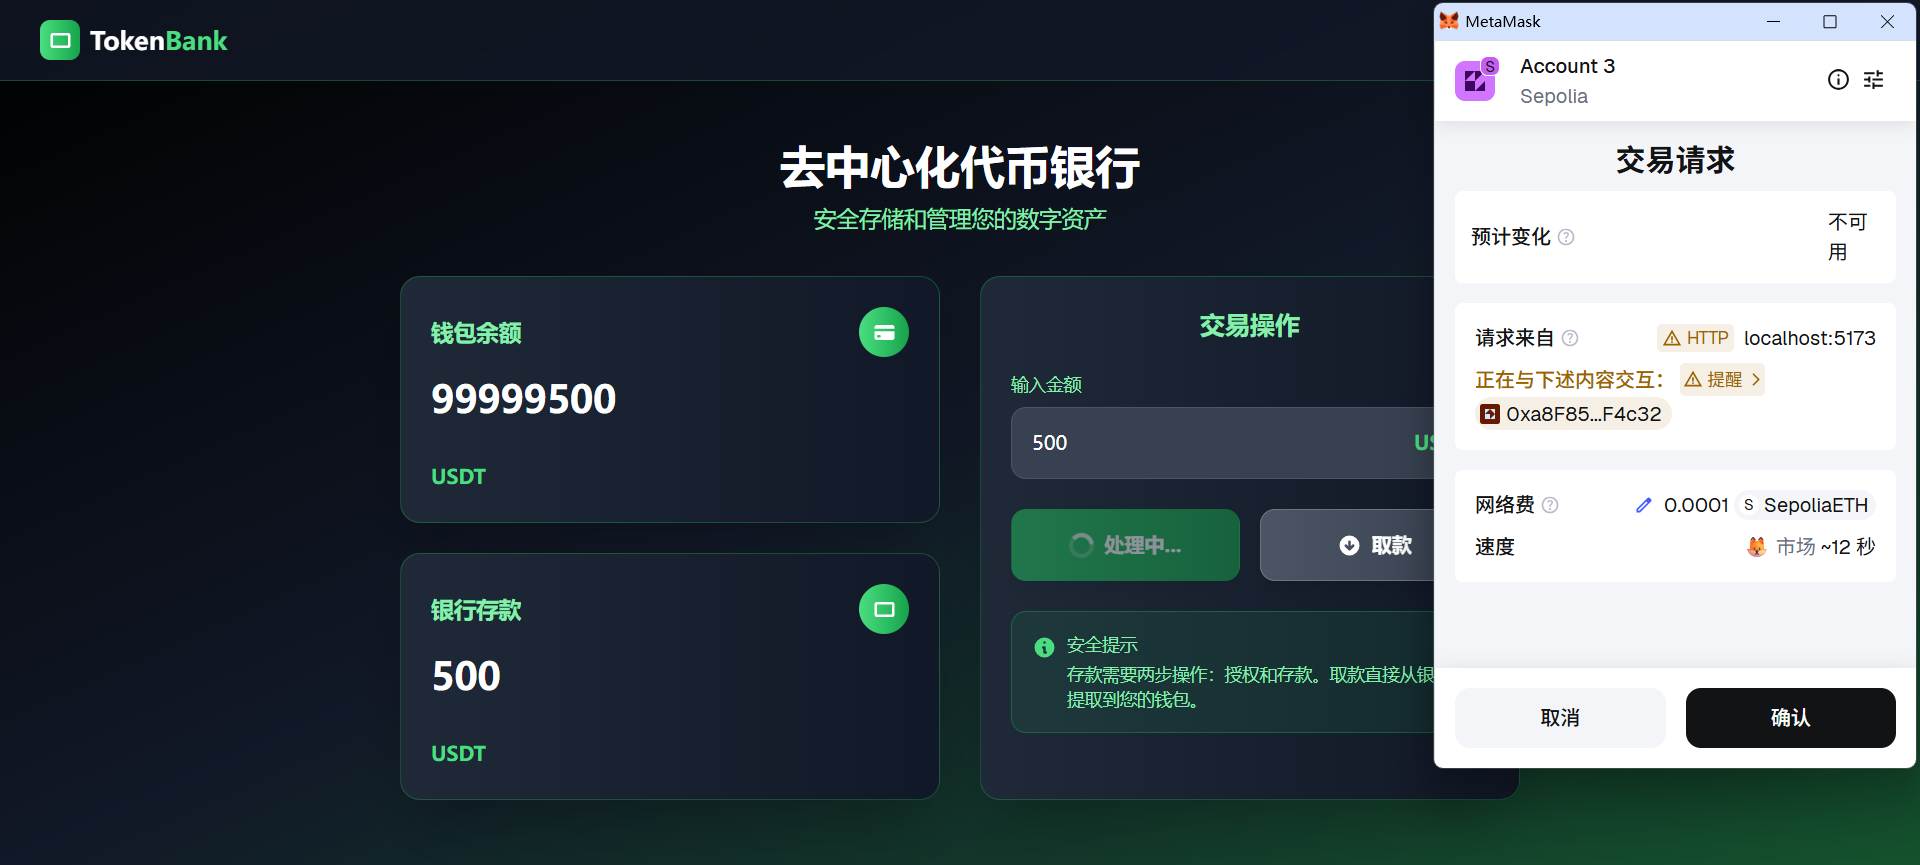 TokenBank
去中心化代币银行
安全存储和管理您的数字资产
钱包余额
99999500
USDT
银行存款
500
USDT
交易操作
输入金额
500
处理中...
取款
安全提示
存款需要两步操作：授权和存款。取款直接从银
提取到您的钱包。
MetaMask
S
Account 3
Sepolia
交易请求
预计变化
不可
用
请求来自
HTTP localhost:5173
正在与下述内容交互：
提醒
0xa8F85...F4c32
网络费
0.0001 S SepoliaETH
速度
市场 ~12 秒
取消
确认